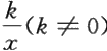 k/x (k ≠ 0)